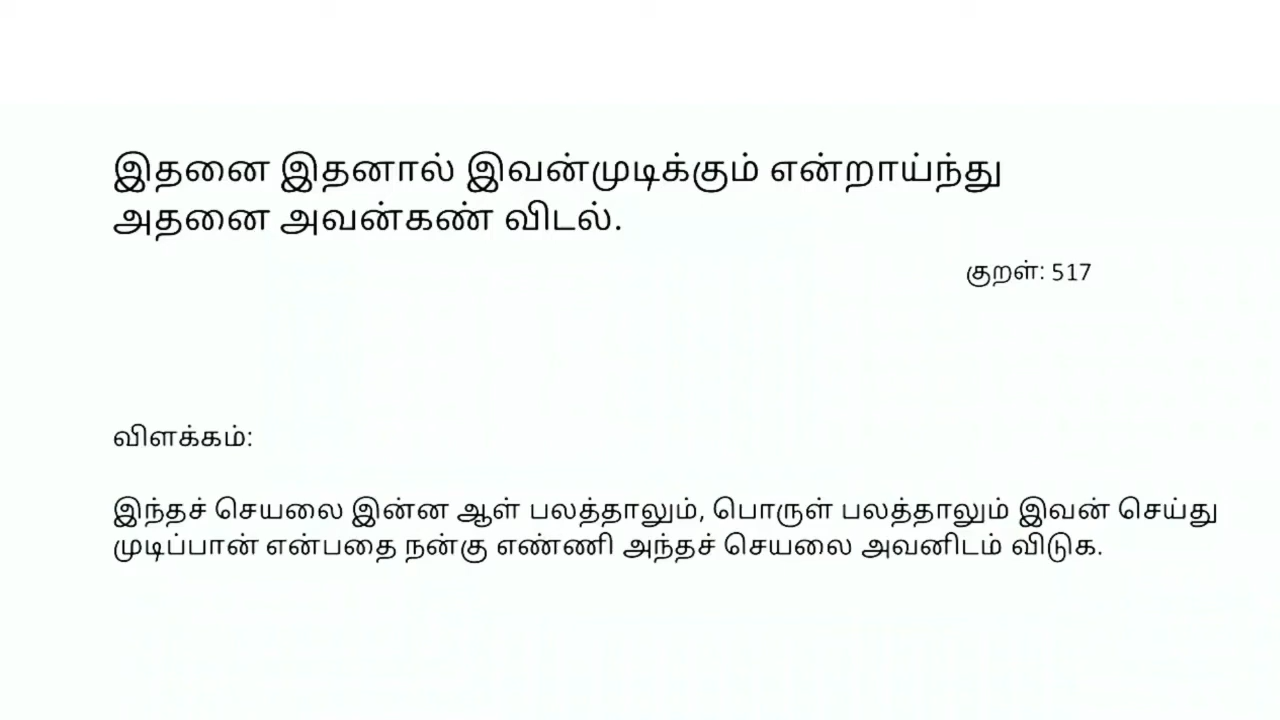 இதனை இதனால் இவன்முடிக்கும் என்றாய்ந்து
அதனை அவன்கண் விடல்.
குறள்: 517
விளக்கம்:
இந்தச் செயலை இன்ன ஆள் பலத்தாலும், பொருள் பலத்தாலும் இவன் செய்து
முடிப்பான் என்பதை நன்கு எண்ணி அந்தச் செயலை அவனிடம் விடுக.